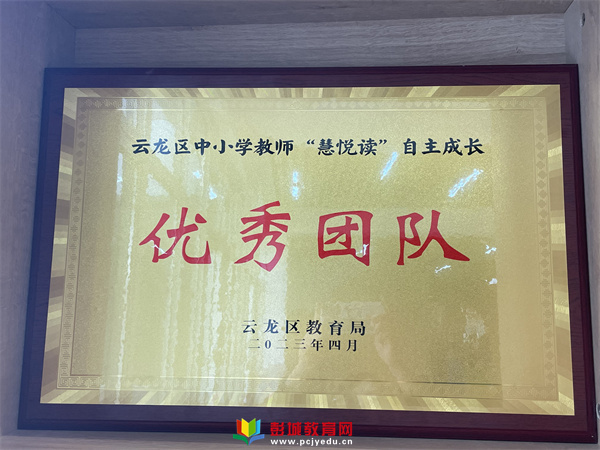 云龙区中小学教师“慧悦读”自主成长
优秀团队
云龙区教育局
二〇二三年四月
彭城教育网
www.pcjyedu.cn